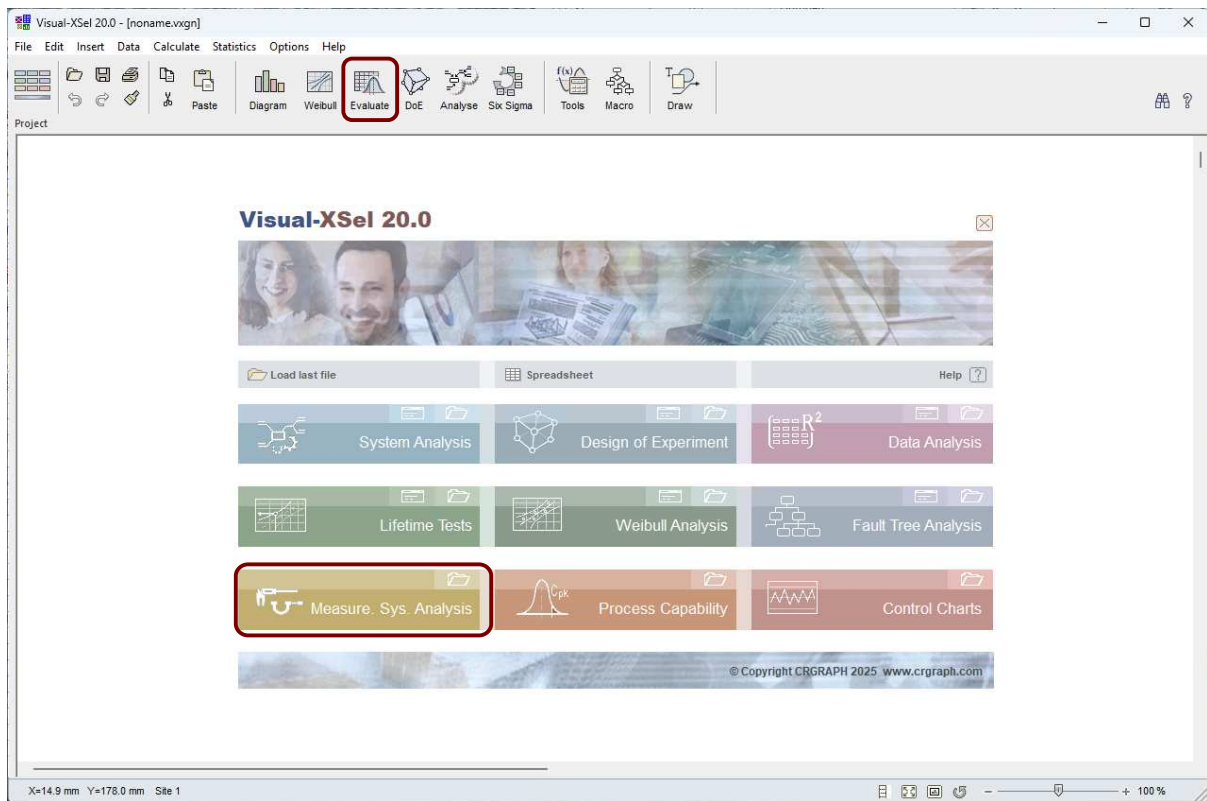 Visual-XSel 20.0 - [noname.vxgn]
File Edit Insert Data Calculate Statistics Options Help
Paste Diagram Weibull Evaluate DoE Analyse Six Sigma f(x) Tools Macro T Draw
Project
Visual-XSel 20.0
Load last file Spreadsheet Help ?
System Analysis Design of Experiment R² Data Analysis
Lifetime Tests Weibull Analysis Fault Tree Analysis
Measure. Sys. Analysis Cpk Process Capability Control Charts
© Copyright CRGRAPH 2025 www.crgraph.com
X=14.9 mm Y=178.0 mm Site 1 100 %